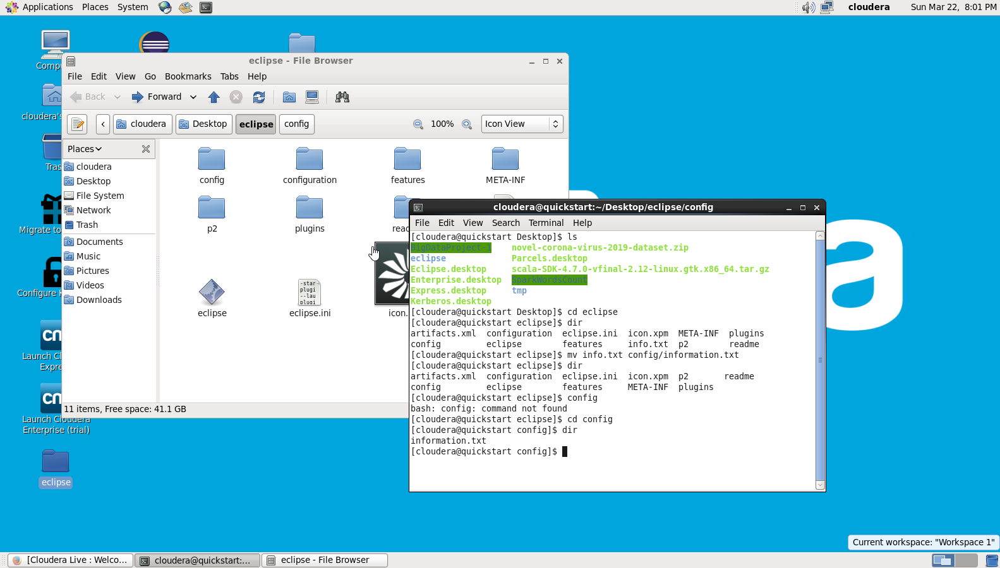 Applications Places System
cloudera Sun Mar 22, 8:01 PM
eclipse - File Browser
File Edit View Go Bookmarks Tabs Help
Back Forward
cloudera Desktop eclipse config 100% Icon View
Places
cloudera
Desktop
File System
Network
Trash
Documents
Music
Pictures
Videos
Downloads
config configuration features META-INF
p2 plugins
eclipse eclipse.ini icon.
-star
plugi
--lau
plugi
11 items, Free space: 41.1 GB
cloudera's
Migrate to
Configure
Launch Cloudera
Enterprise (trial)
eclipse
cloudera@quickstart:~/Desktop/eclipse/config
File Edit View Search Terminal Help
[cloudera@quickstart Desktop]$ ls
BigDataProject-1 novel-corona-virus-2019-dataset.zip
eclipse Parcels.desktop
Eclipse.desktop scala-SDK-4.7.0-vfinal-2.12-linux.gtk.x86_64.tar.gz
Enterprise.desktop SparkWordsCount
Express.desktop tmp
Kerberos.desktop
[cloudera@quickstart Desktop]$ cd eclipse
[cloudera@quickstart eclipse]$ dir
artifacts.xml configuration eclipse.ini icon.xpm META-INF plugins
config eclipse features info.txt p2 readme
[cloudera@quickstart eclipse]$ mv info.txt config/information.txt
[cloudera@quickstart eclipse]$ dir
artifacts.xml configuration eclipse.ini icon.xpm p2 readme
config eclipse features META-INF plugins
[cloudera@quickstart eclipse]$ config
bash: config: command not found
[cloudera@quickstart eclipse]$ cd config
[cloudera@quickstart config]$ dir
information.txt
[cloudera@quickstart config]$
Current workspace: "Workspace 1"
[Cloudera Live : Welco... cloudera@quickstart:... eclipse - File Browser